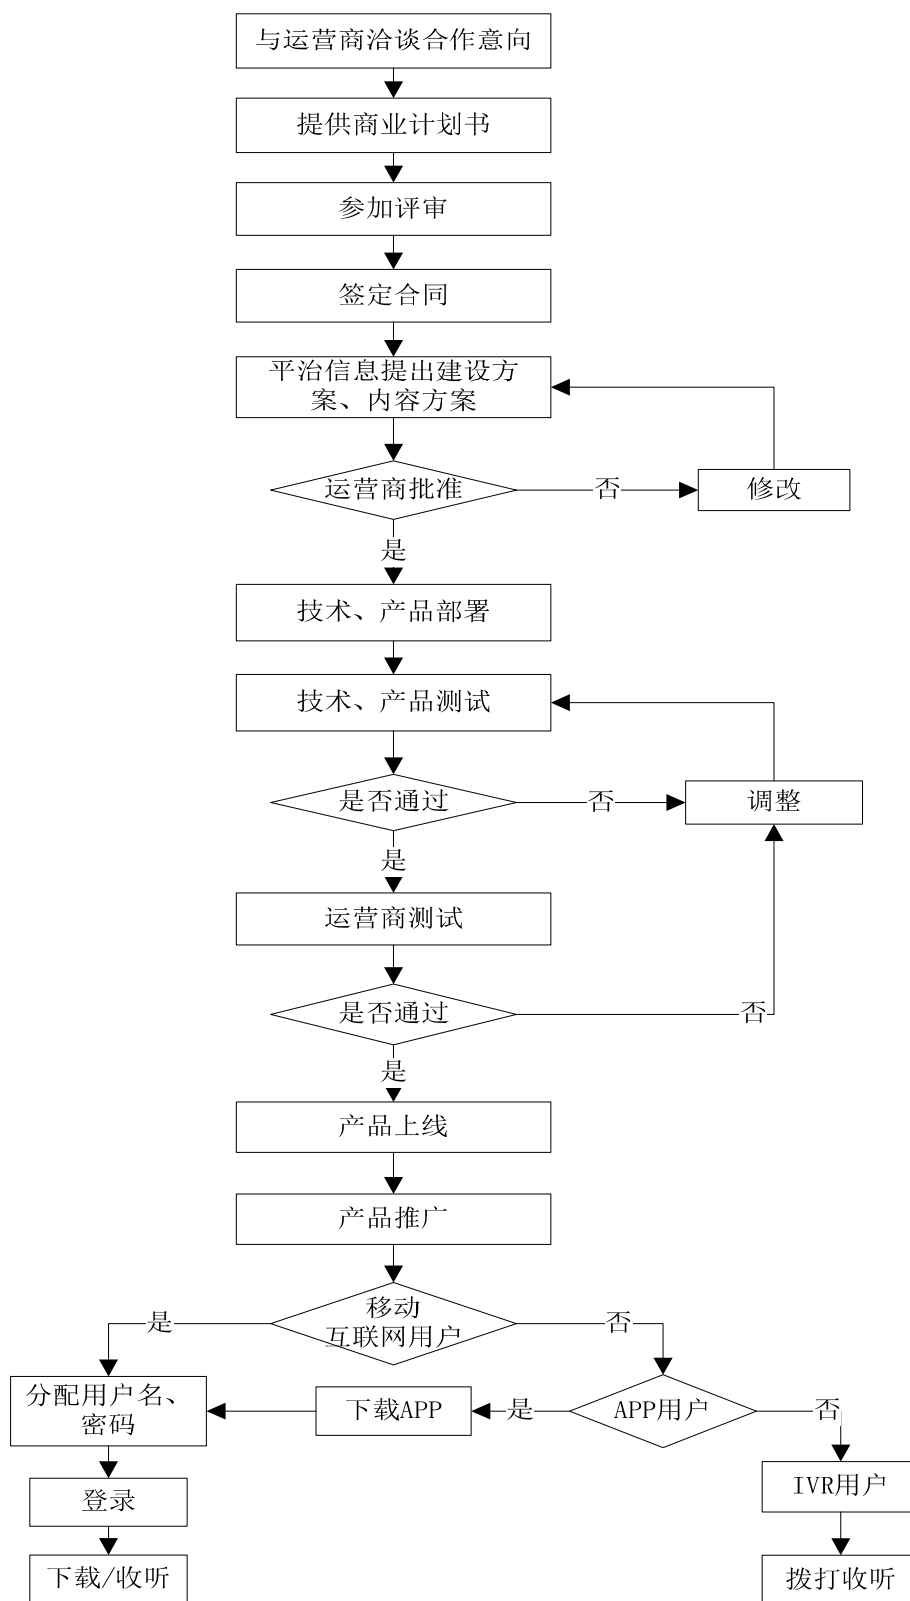 与运营商洽谈合作意向
提供商业计划书
参加评审
签定合同
平治信息提出建设方
案、内容方案
运营商批准
否
修改
是
技术、产品部署
技术、产品测试
是否通过
否
调整
是
运营商测试
是否通过
否
是
产品上线
产品推广
移动
互联网用户
是
否
分配用户名、
密码
下载APP
是
APP用户
否
登录
IVR用户
下载/收听
拨打收听